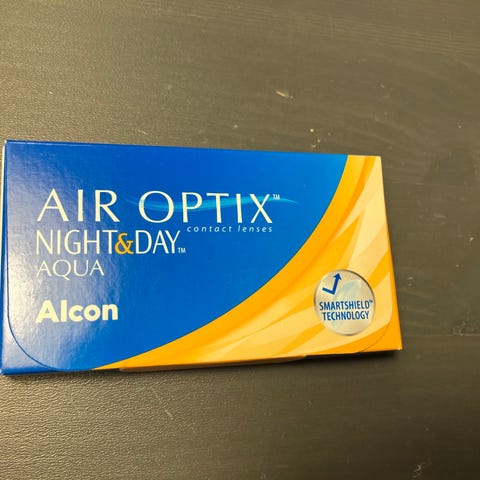 AIR OPTIX™
contact lenses
NIGHT&DAY™
AQUA
Alcon
SMARTSHIELD™
TECHNOLOGY